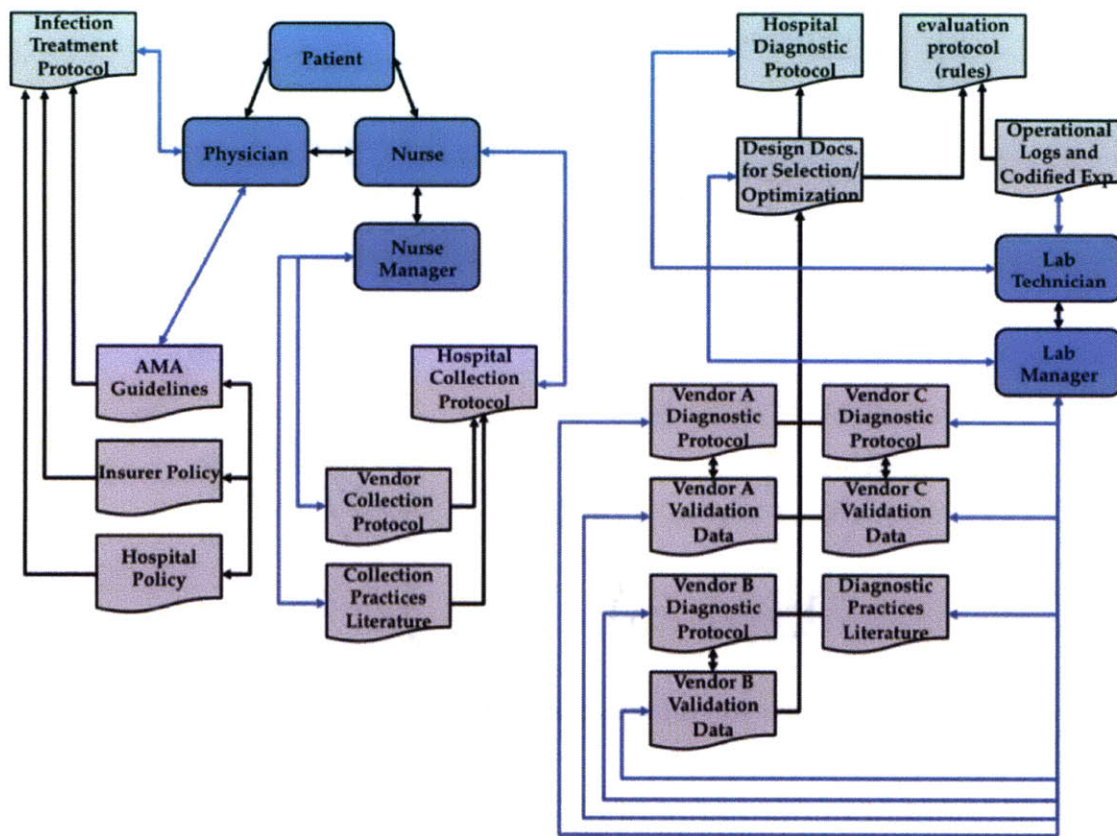 Infection
Treatment
Protocol
Patient
Physician
Nurse
Nurse
Manager
AMA
Guidelines
Insurer Policy
Hospital
Policy
Hospital
Collection
Protocol
Vendor
Collection
Protocol
Collection
Practices
Literature
Hospital
Diagnostic
Protocol
evaluation
protocol
(rules)
Design Docs.
for Selection/
Optimization
Operational
Logs and
Codified Exp.
Lab
Technician
Lab
Manager
Vendor A
Diagnostic
Protocol
Vendor C
Diagnostic
Protocol
Vendor A
Validation
Data
Vendor C
Validation
Data
Vendor B
Diagnostic
Protocol
Diagnostic
Practices
Literature
Vendor B
Validation
Data